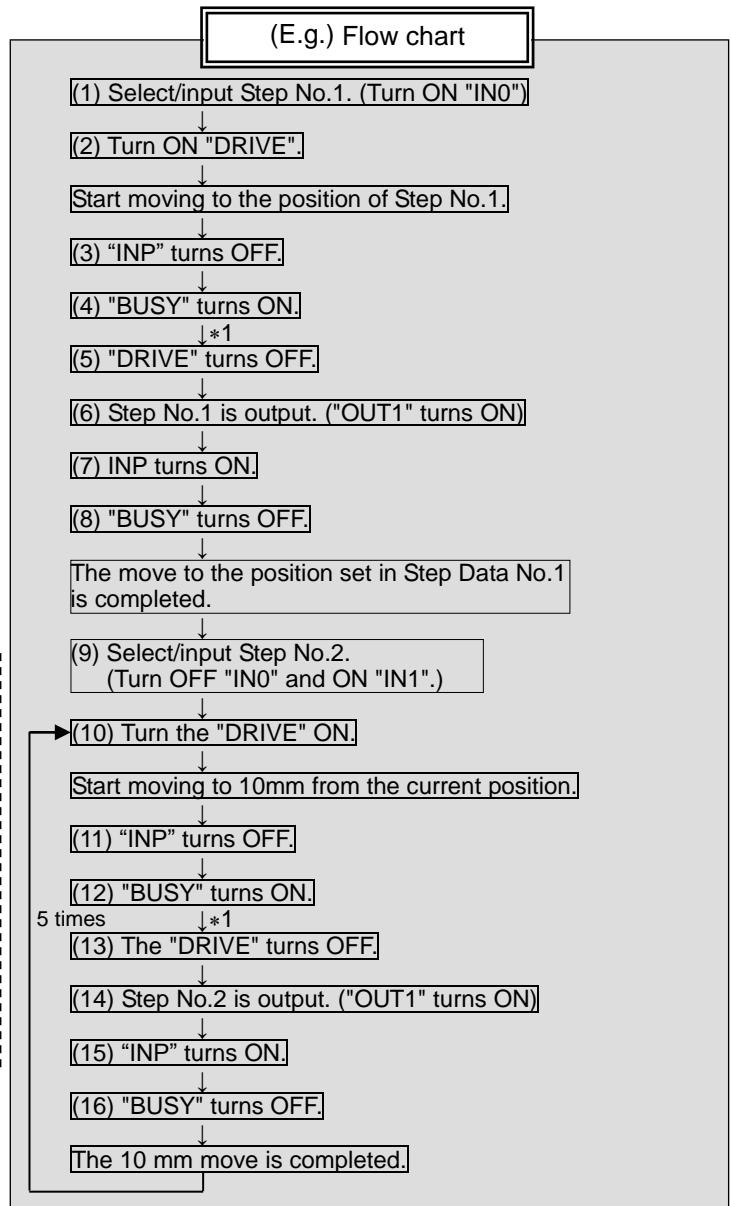 (E.g.) Flow chart
(1) Select/input Step No.1. (Turn ON "IN0")
↓
(2) Turn ON "DRIVE".
↓
Start moving to the position of Step No.1.
↓
(3) “INP” turns OFF.
↓
(4) "BUSY" turns ON.
↓*1
(5) "DRIVE" turns OFF.
↓
(6) Step No.1 is output. ("OUT1" turns ON)
↓
(7) INP turns ON.
↓
(8) "BUSY" turns OFF.
↓
The move to the position set in Step Data No.1
is completed.
↓
(9) Select/input Step No.2.
(Turn OFF "IN0" and ON "IN1".)
↓
(10) Turn the "DRIVE" ON.
↓
Start moving to 10mm from the current position.
↓
(11) “INP” turns OFF.
↓
(12) "BUSY" turns ON.
5 times ↓*1
(13) The "DRIVE" turns OFF.
↓
(14) Step No.2 is output. ("OUT1" turns ON)
↓
(15) “INP” turns ON.
↓
(16) "BUSY" turns OFF.
↓
The 10 mm move is completed.